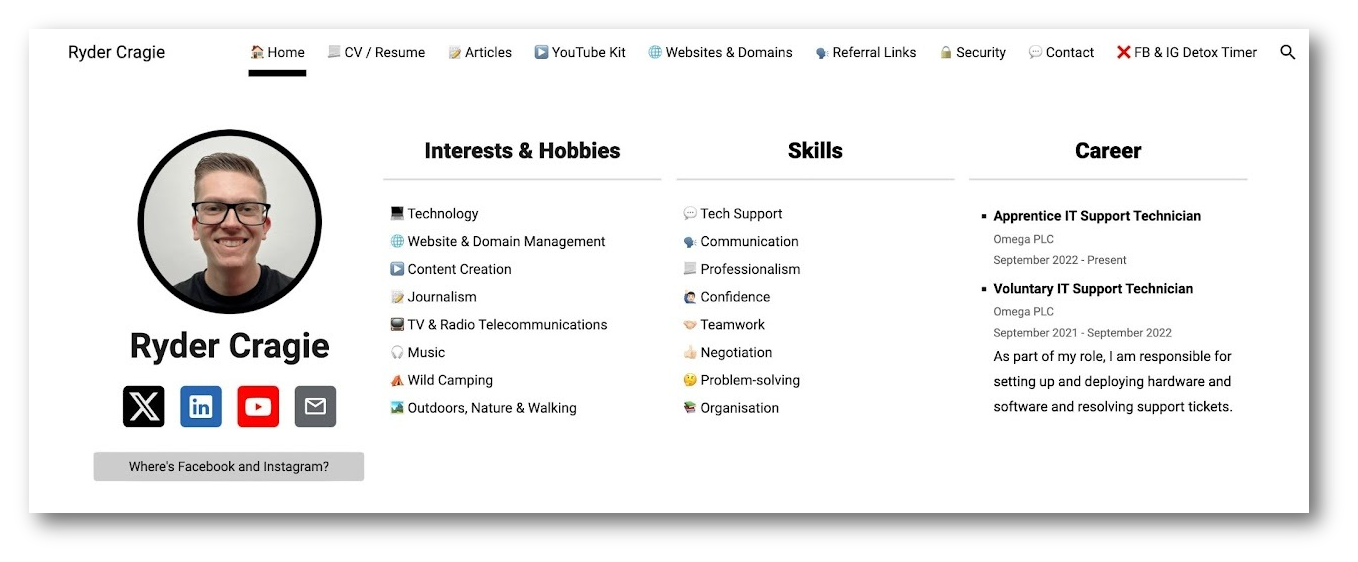 Ryder Cragie
🏠 Home
📃 CV / Resume
📝 Articles
▶️ YouTube Kit
🌐 Websites & Domains
🗣️ Referral Links
🔒 Security
💬 Contact
❌ FB & IG Detox Timer
Ryder Cragie
X
in
Where's Facebook and Instagram?
Interests & Hobbies
💻 Technology
🌐 Website & Domain Management
▶️ Content Creation
📝 Journalism
📺 TV & Radio Telecommunications
🎧 Music
⛺ Wild Camping
🏞️ Outdoors, Nature & Walking
Skills
💬 Tech Support
🗣️ Communication
📃 Professionalism
🙋🏻‍♂️ Confidence
🤝🏻 Teamwork
👍🏻 Negotiation
🤔 Problem-solving
📚 Organisation
Career
▪ Apprentice IT Support Technician
Omega PLC
September 2022 - Present
▪ Voluntary IT Support Technician
Omega PLC
September 2021 - September 2022
As part of my role, I am responsible for
setting up and deploying hardware and
software and resolving support tickets.